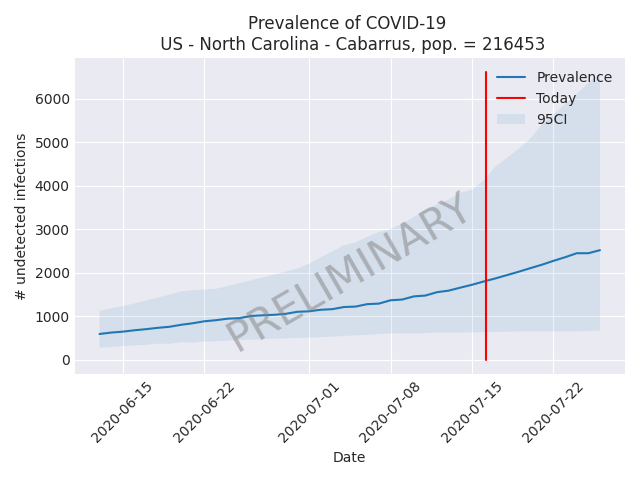 Prevalence of COVID-19
US - North Carolina - Cabarrus, pop. = 216453
Prevalence
Today
95CI
# undetected infections
6000
5000
4000
3000
2000
1000
0
PRELIMINARY
2020-06-15
2020-06-22
2020-07-01
2020-07-08
2020-07-15
2020-07-22
Date